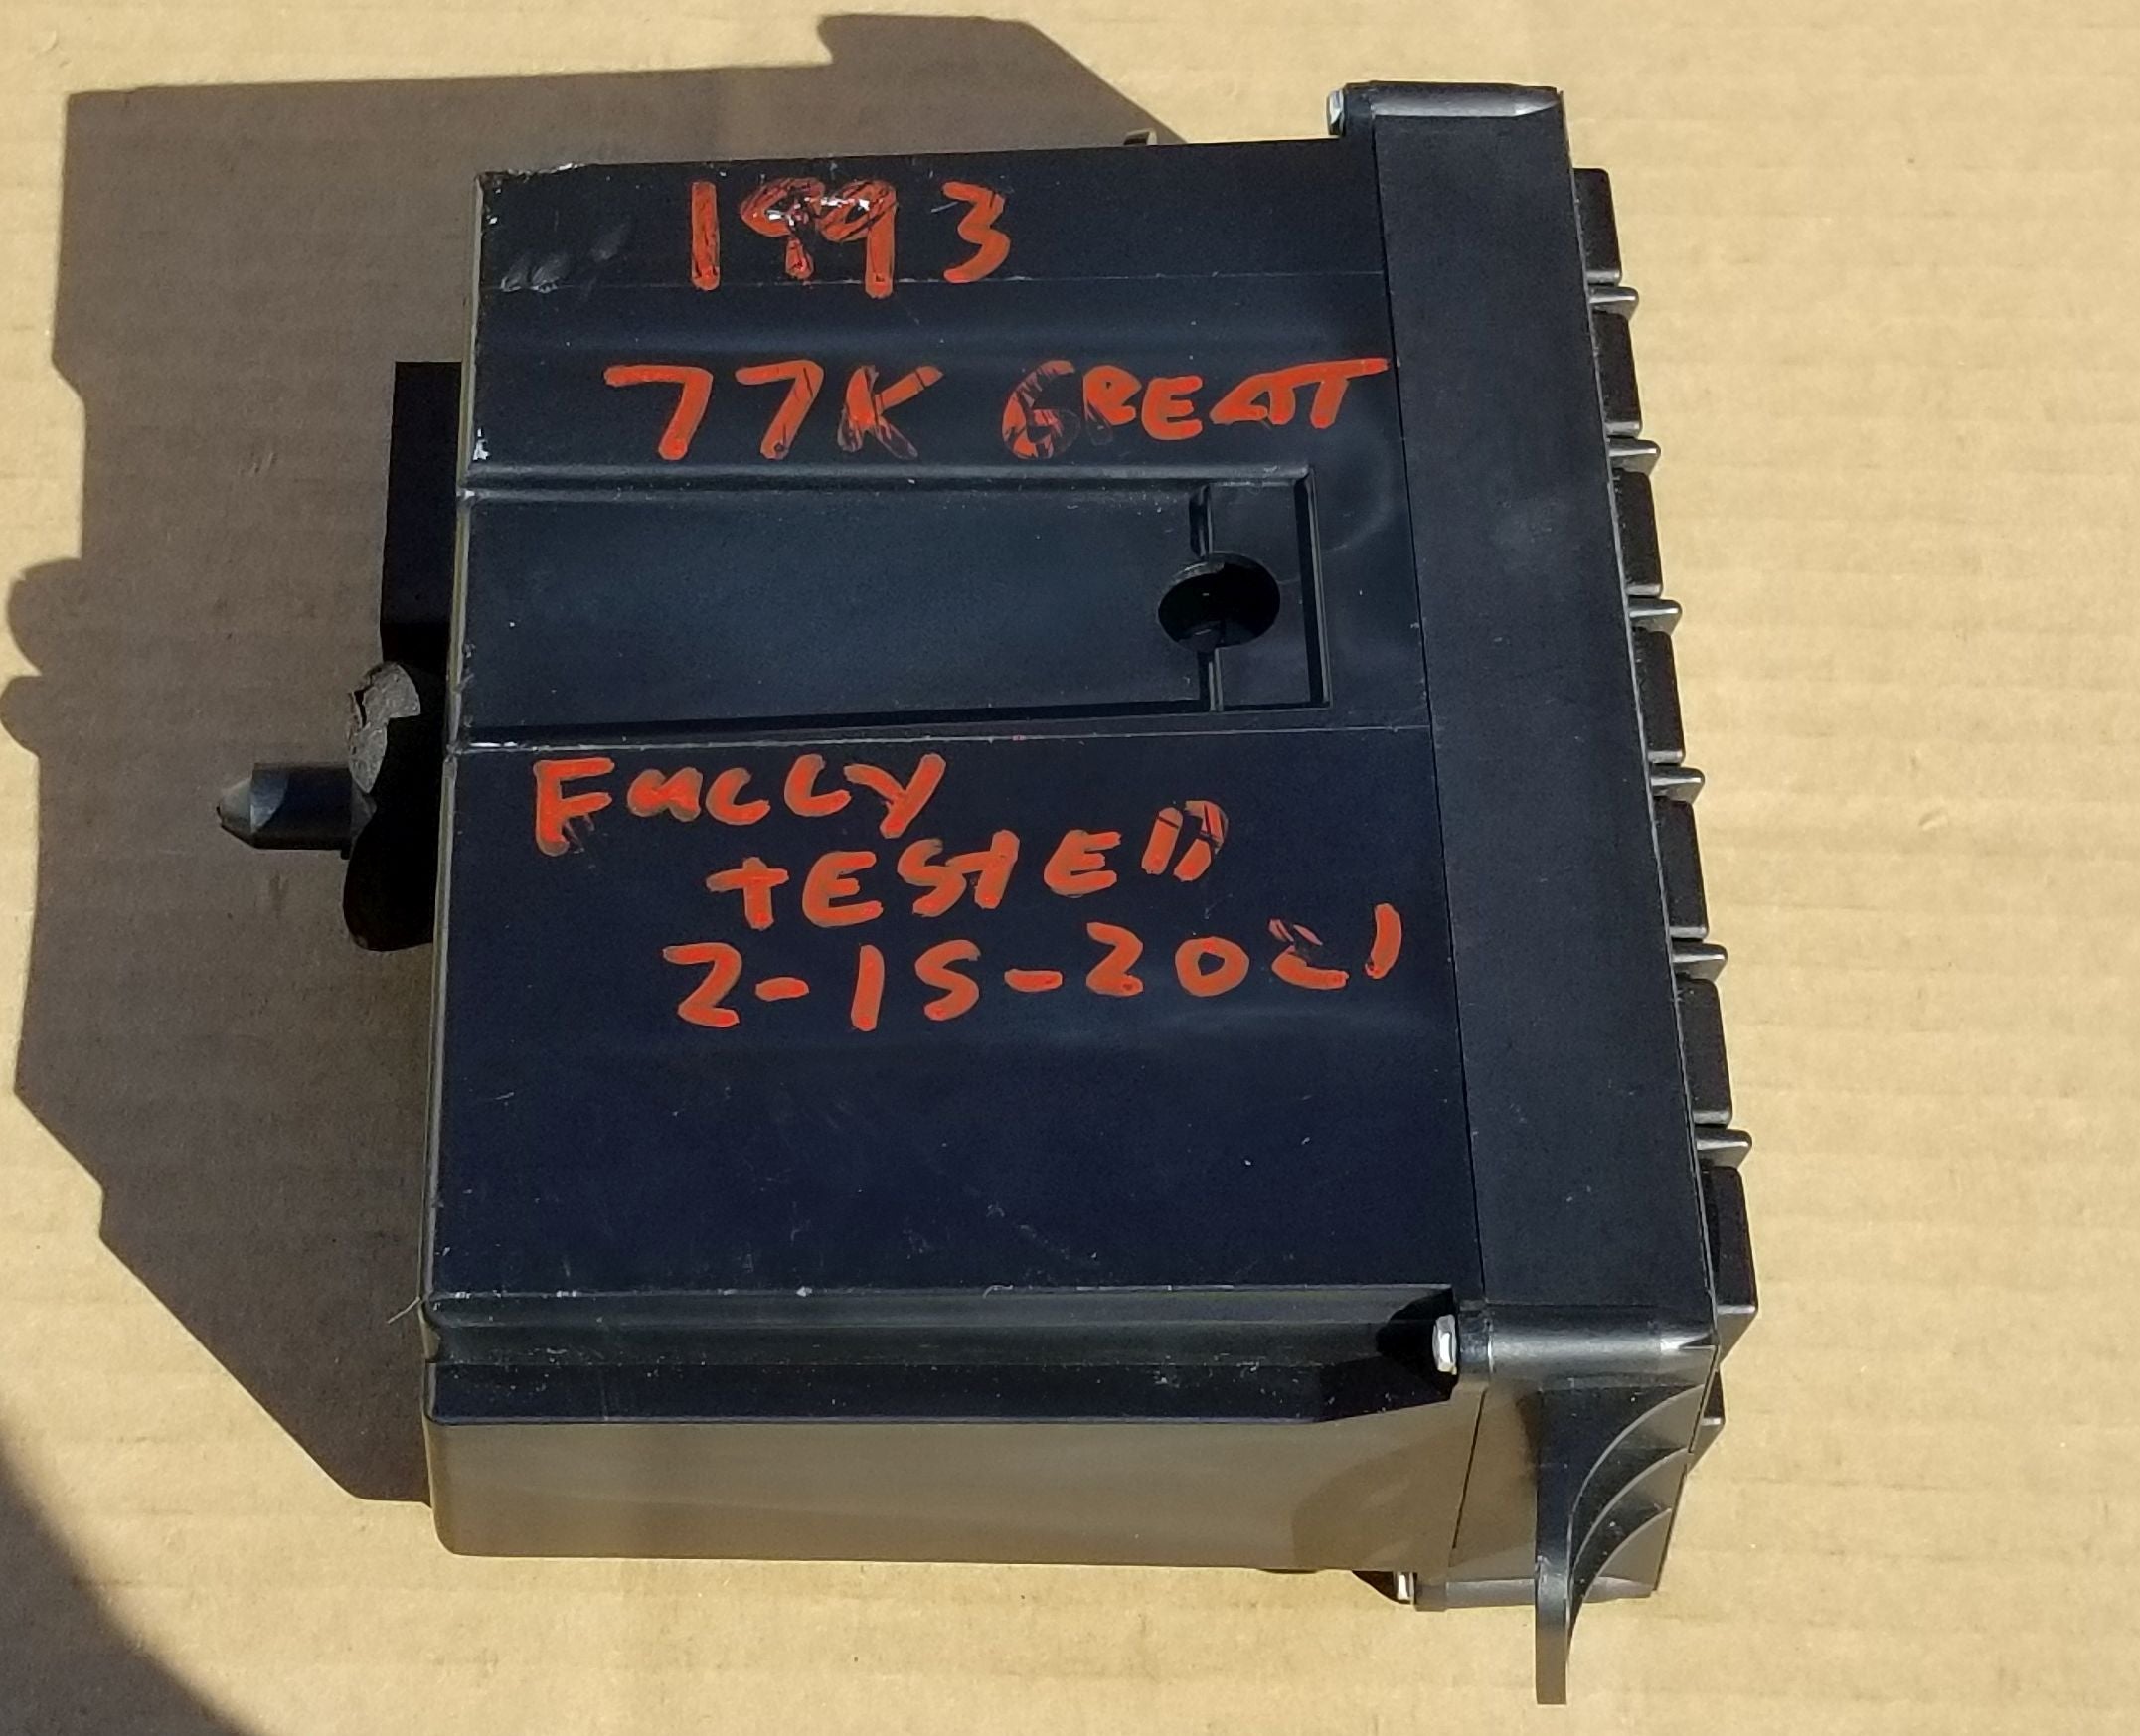 1993
77K GREAT
FULLY
TESTED
2-15-2021